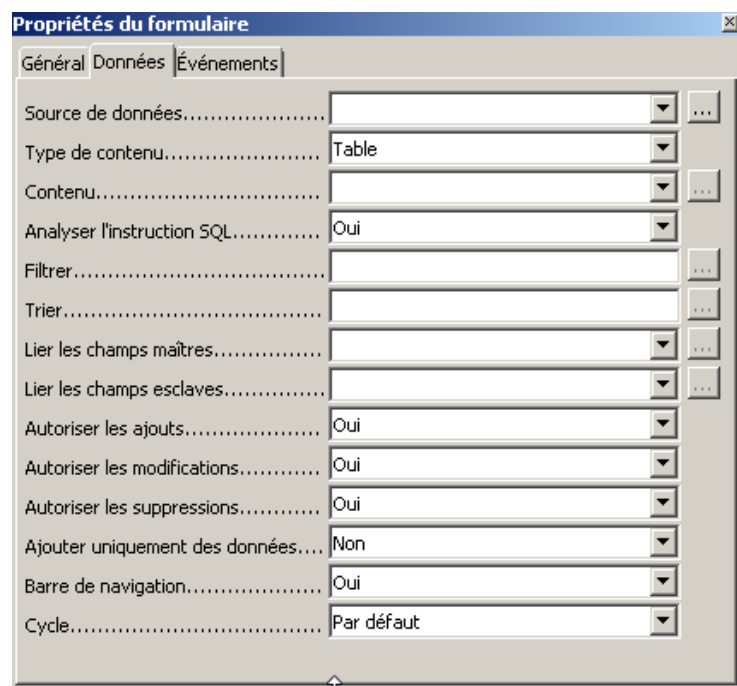 Propriétés du formulaire
Général Données Événements
Source de données..................... ...
Type de contenu....................... Table
Contenu................................. ...
Analyser l'instruction SQL............. Oui
Filtrer..................................... ...
Trier...................................... ...
Lier les champs maîtres................ ...
Lier les champs esclaves............... ...
Autoriser les ajouts.................... Oui
Autoriser les modifications............ Oui
Autoriser les suppressions............ Oui
Ajouter uniquement des données.... Non
Barre de navigation.................... Oui
Cycle..................................... Par défaut